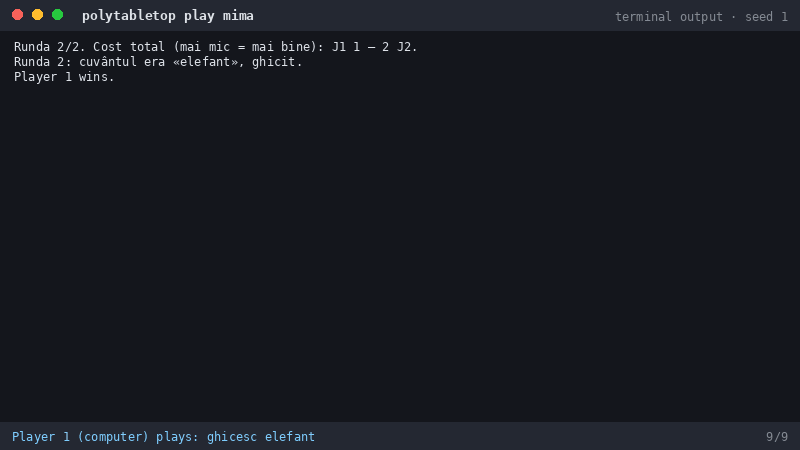 polytabletop play mima
terminal output · seed 1
Runda 2/2. Cost total (mai mic = mai bine): J1 1 — 2 J2.
Runda 2: cuvântul era «elefant», ghicit.
Player 1 wins.
Player 1 (computer) plays: ghicesc elefant
9/9